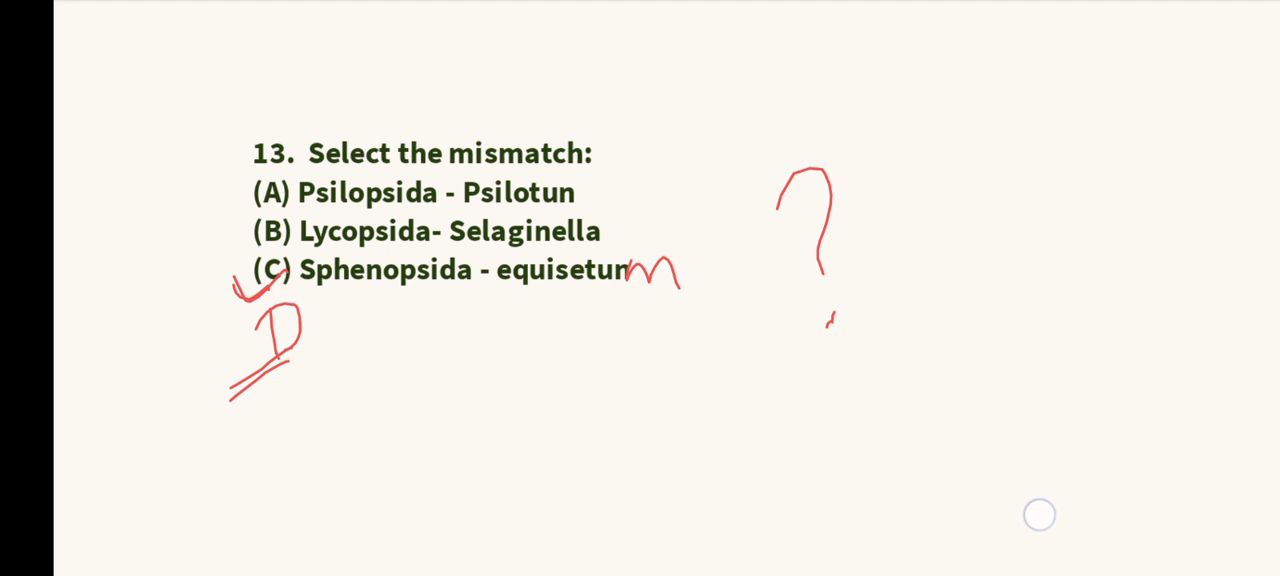 13. Select the mismatch:
(A) Psilopsida - Psilotun
(B) Lycopsida- Selaginella
(C) Sphenopsida - equisetum
D
?